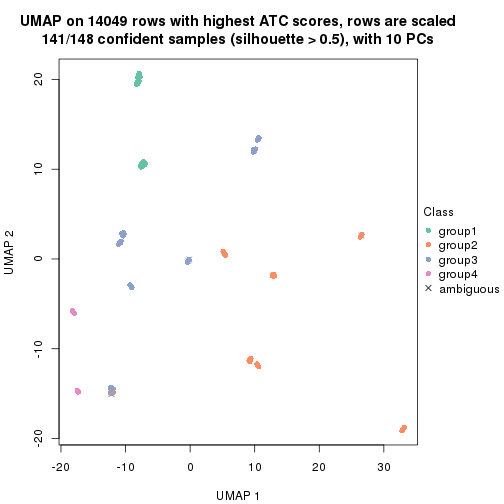 UMAP on 14049 rows with highest ATC scores, rows are scaled
141/148 confident samples (silhouette > 0.5), with 10 PCs
20
10
0
-10
-20
UMAP 2
-20
-10
0
10
20
30
UMAP 1
Class
group1
group2
group3
group4
ambiguous